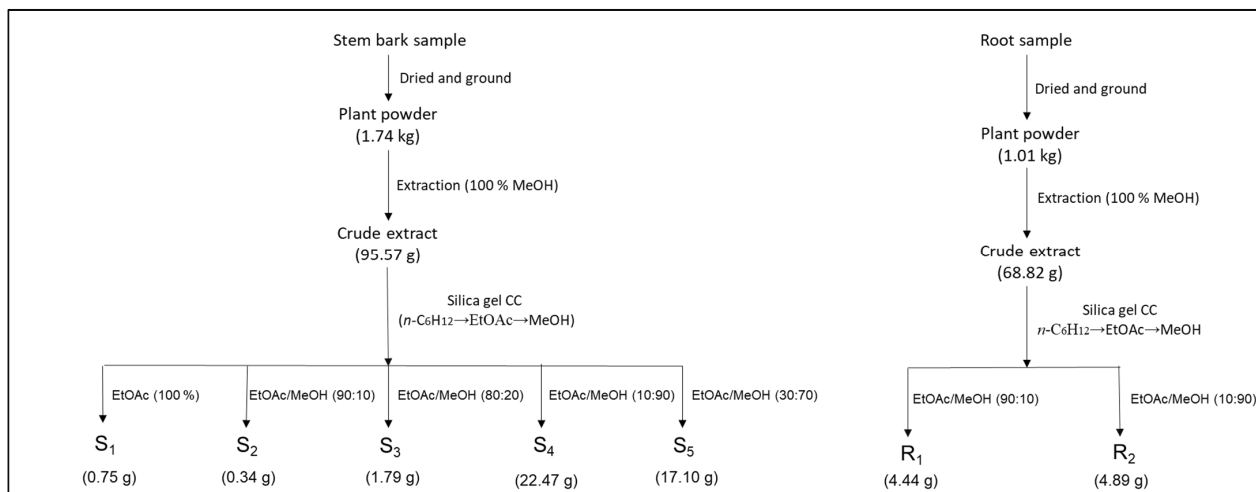 Stem bark sample
Dried and ground
Plant powder
(1.74 kg)
Extraction (100 % MeOH)
Crude extract
(95.57 g)
Silica gel CC
(n-C6H12→EtOAc→MeOH)
EtOAc (100 %)
EtOAc/MeOH (90:10)
EtOAc/MeOH (80:20)
EtOAc/MeOH (10:90)
EtOAc/MeOH (30:70)
S1
S2
S3
S4
S5
(0.75 g)
(0.34 g)
(1.79 g)
(22.47 g)
(17.10 g)
Root sample
Dried and ground
Plant powder
(1.01 kg)
Extraction (100 % MeOH)
Crude extract
(68.82 g)
Silica gel CC
n-C6H12→EtOAc→MeOH
EtOAc/MeOH (90:10)
EtOAc/MeOH (10:90)
R1
R2
(4.44 g)
(4.89 g)